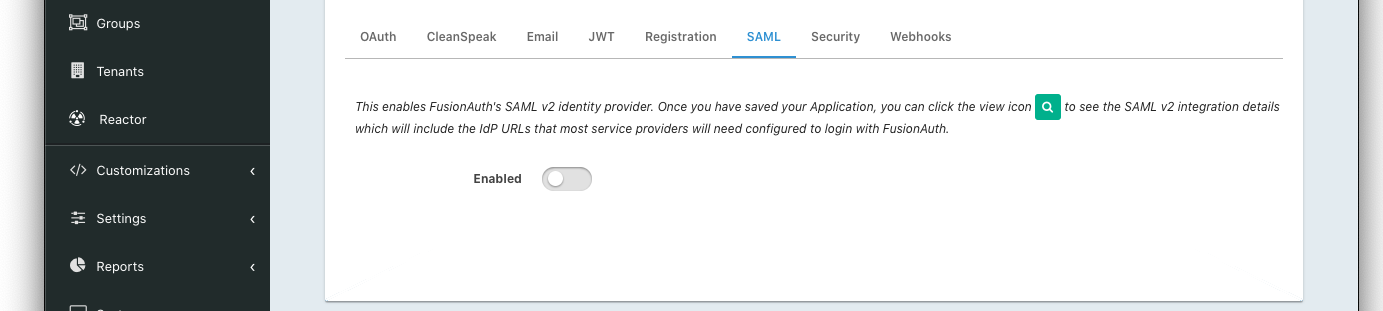 Groups
Tenants
Reactor
Customizations
Settings
Reports
OAuth CleanSpeak Email JWT Registration SAML Security Webhooks
This enables FusionAuth's SAML v2 identity provider. Once you have saved your Application, you can click the view icon to see the SAML v2 integration details
which will include the IdP URLs that most service providers will need configured to login with FusionAuth.
Enabled